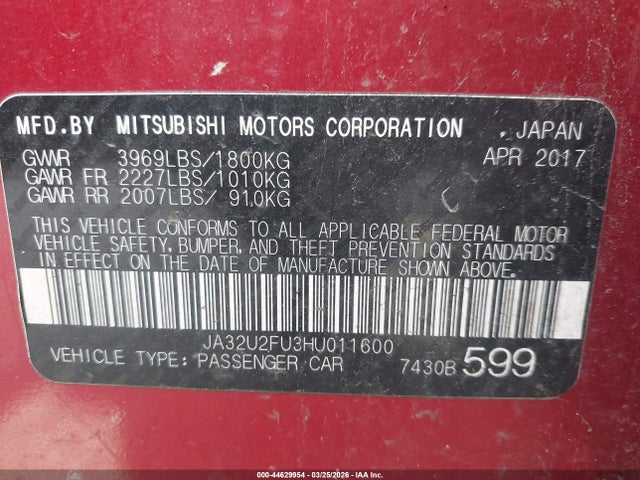 MFD.BY MITSUBISHI MOTORS CORPORATION . JAPAN
GVWR 3969LBS/1800KG APR 2017
GAWR FR 2227LBS/1010KG
GAWR RR 2007LBS/ 910KG
THIS VEHICLE CONFORMS TO ALL APPLICABLE FEDERAL MOTOR
VEHICLE SAFETY, BUMPER, AND THEFT PREVENTION STANDARDS
IN EFFECT ON THE DATE OF MANUFACTURE SHOWN ABOVE.
JA32U2FU3HU011600
VEHICLE TYPE: PASSENGER CAR 7430B 599
000-44629954 | 03/25/2026 - IAA Inc.